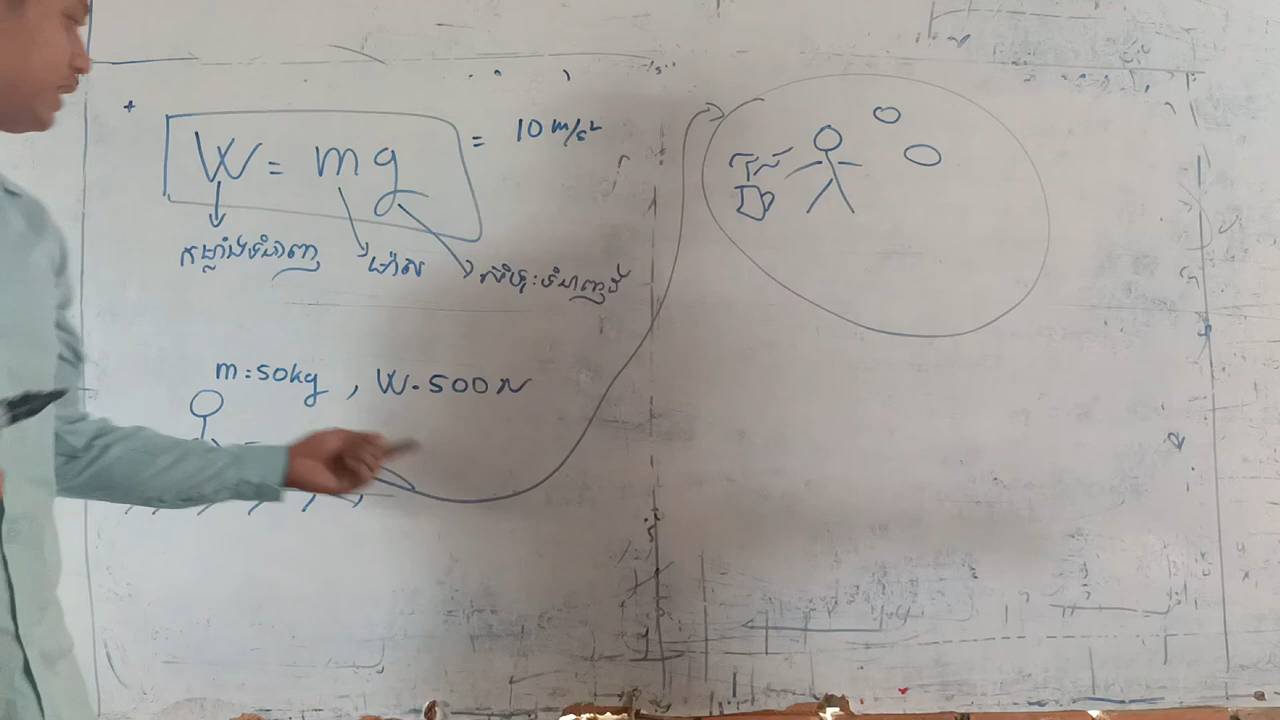 W = mg = 10 m/s²
កម្លាំងទំនាញ ម៉ាស សំទុះទំនាញដី
m = 50kg , W = 500N